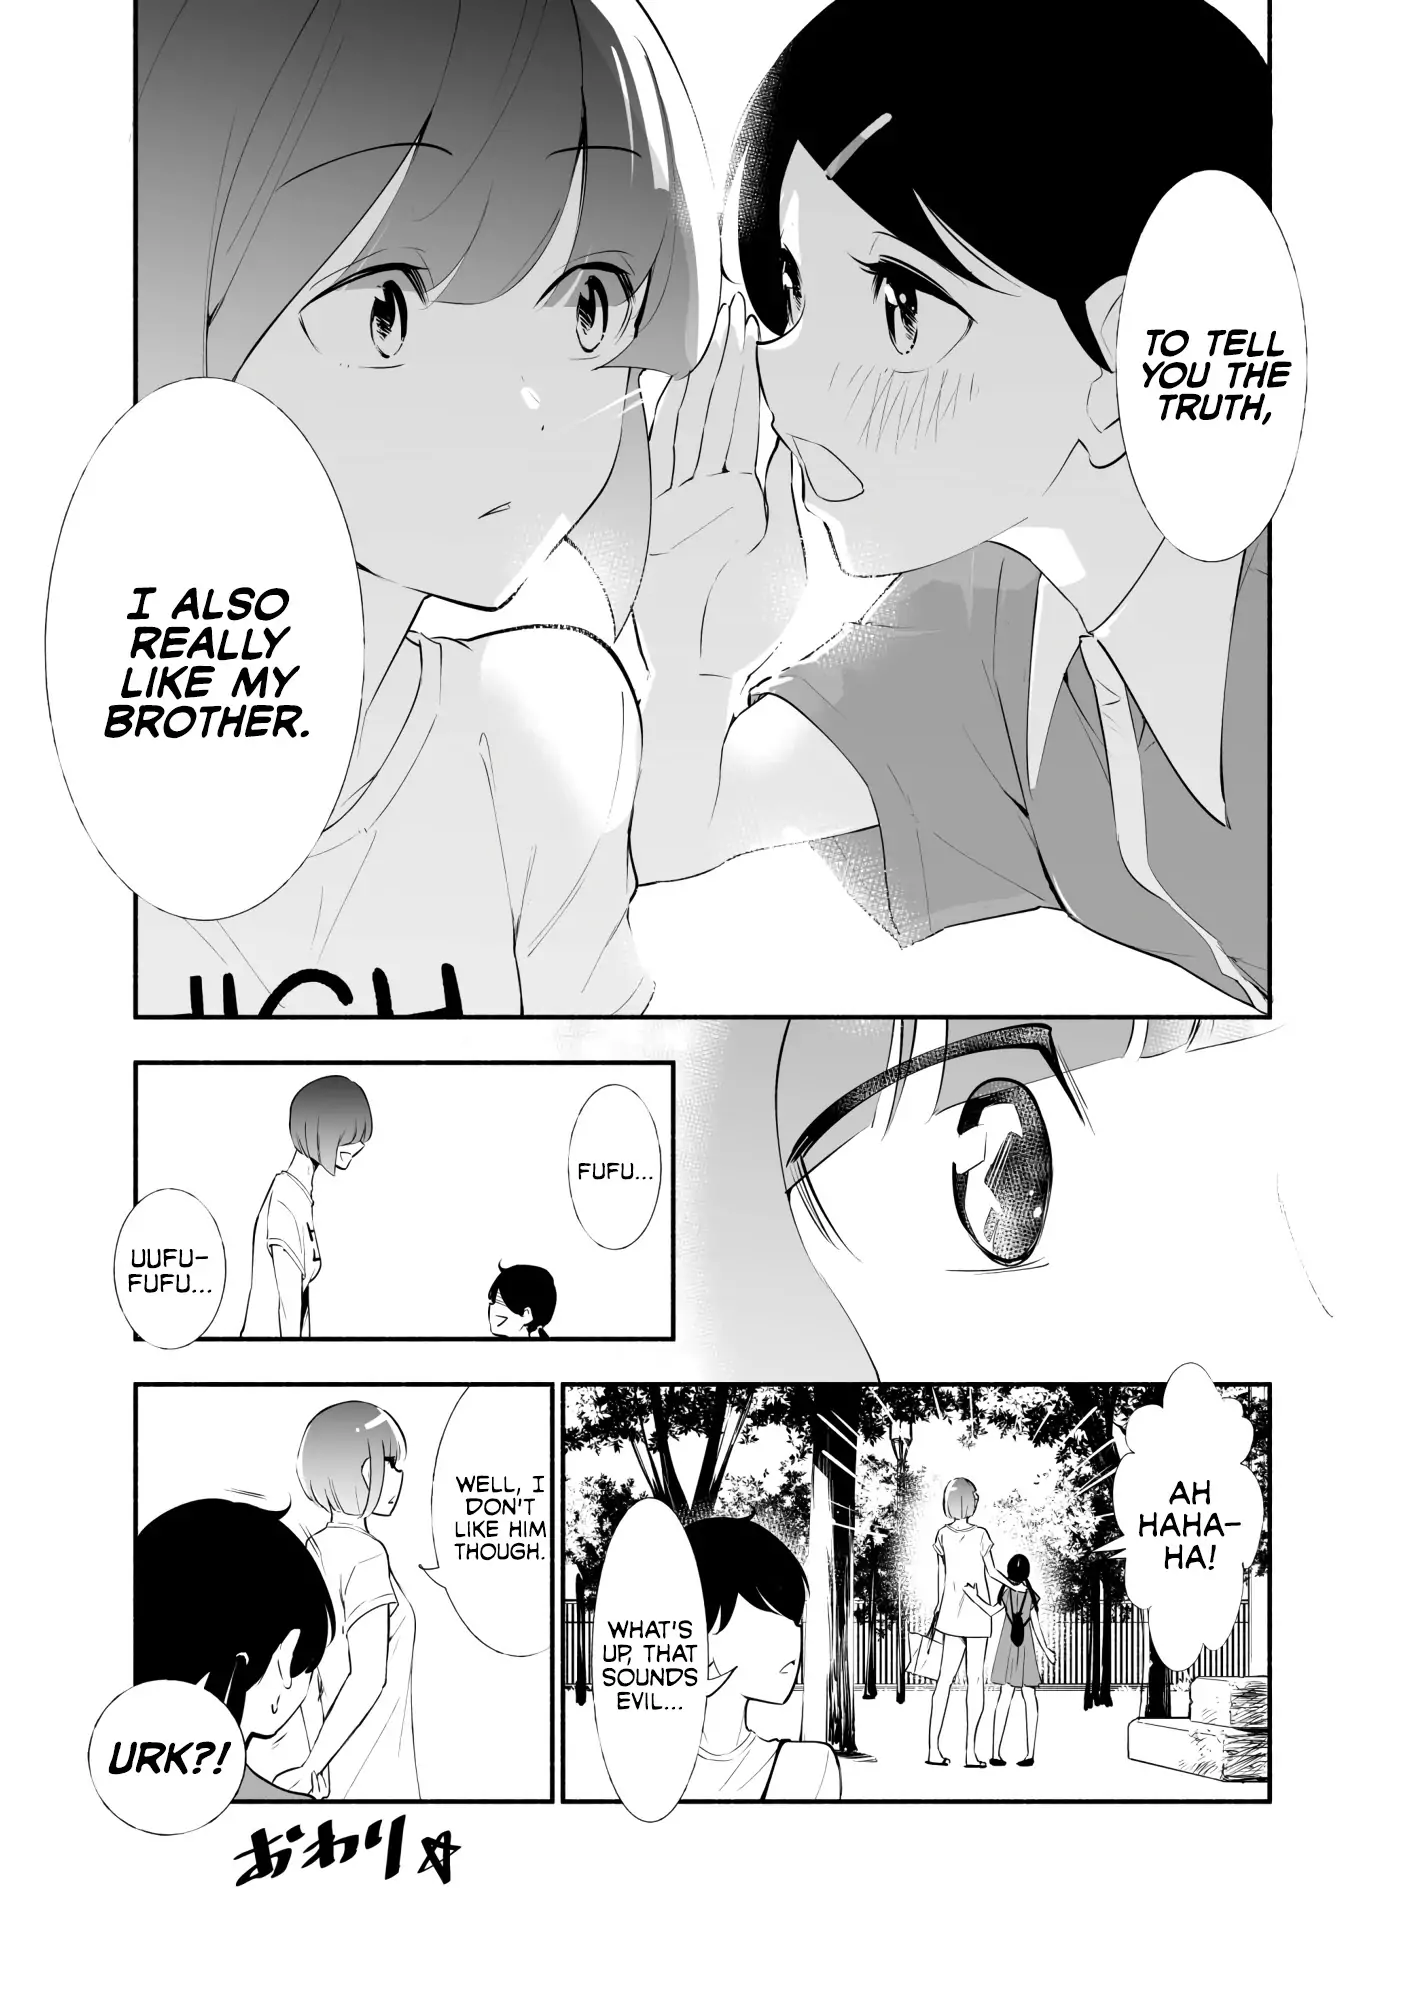 TO TELL
YOU THE
TRUTH,
I ALSO
REALLY
LIKE MY
BROTHER.
HIGH
FUFU...
UUFU-
FUFU...
AH
HAHA-
HA!
WHAT'S
UP, THAT
SOUNDS
EVIL...
WELL, I
DON'T
LIKE HIM
THOUGH.
URK?!
おわり☆